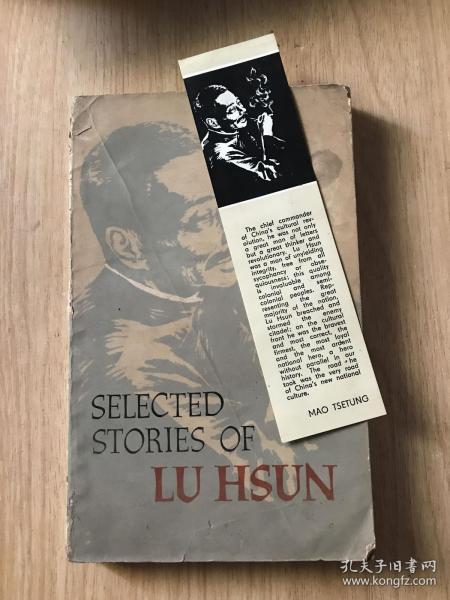 The chief commander
of China's cultural rev-
olution, he was not only
a great man of letters
but a great thinker and
revolutionary. Lu Hsun
was a man of unyielding
integrity, free from all
sycophancy or obse-
quiousness; this quality
is invaluable among
colonial and semi-
colonial peoples. Rep-
resenting the great
majority of the nation,
Lu Hsun breached and
stormed the enemy
citadel; on the cultural
front he was the bravest
and most correct, the
firmest, the most loyal
and the most ardent
national hero, a hero
without parallel in our
history. The road he
took was the very road
of China's new national
culture.
MAO TSETUNG
SELECTED
STORIES OF
LU HSUN
孔夫子旧书网
www.kongfz.com